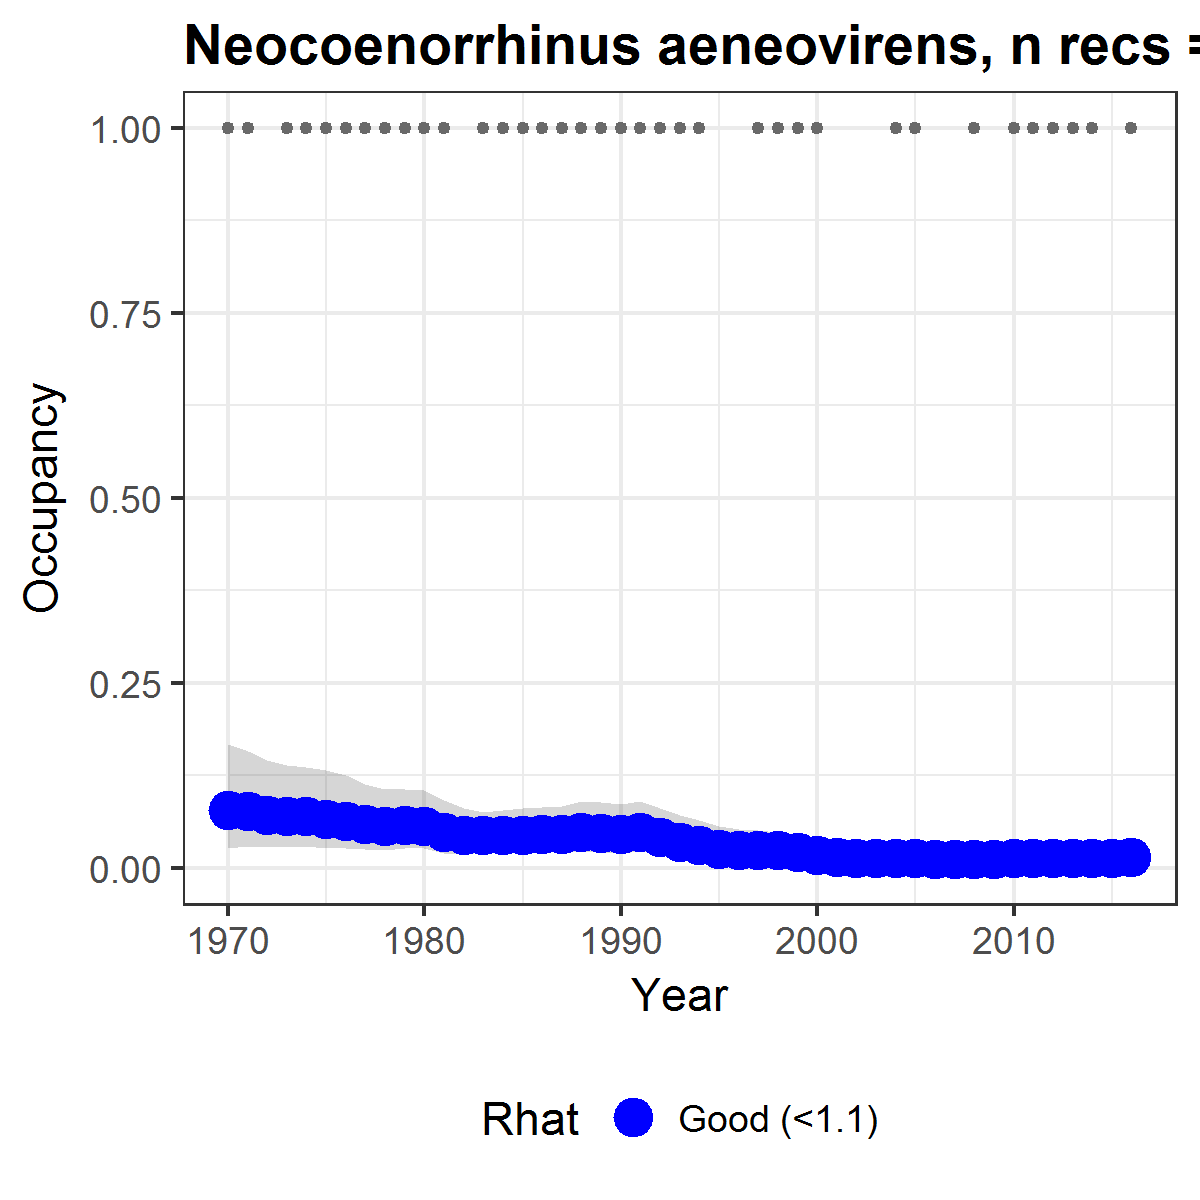 Neocoenorrhinus aeneovirens, n recs =
1.00
0.75
0.50
0.25
0.00
Occupancy
1970 1980 1990 2000 2010
Year
Rhat Good (<1.1)